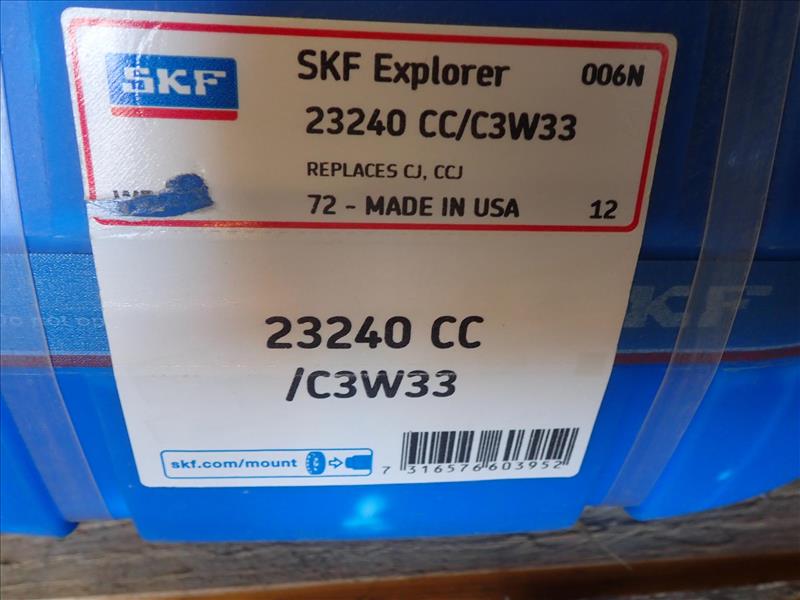 SKF
SKF Explorer
006N
23240 CC/C3W33
REPLACES CJ, CCJ
72 - MADE IN USA
12
SKF
23240 CC
/C3W33
skf.com/mount
7 316576 603952